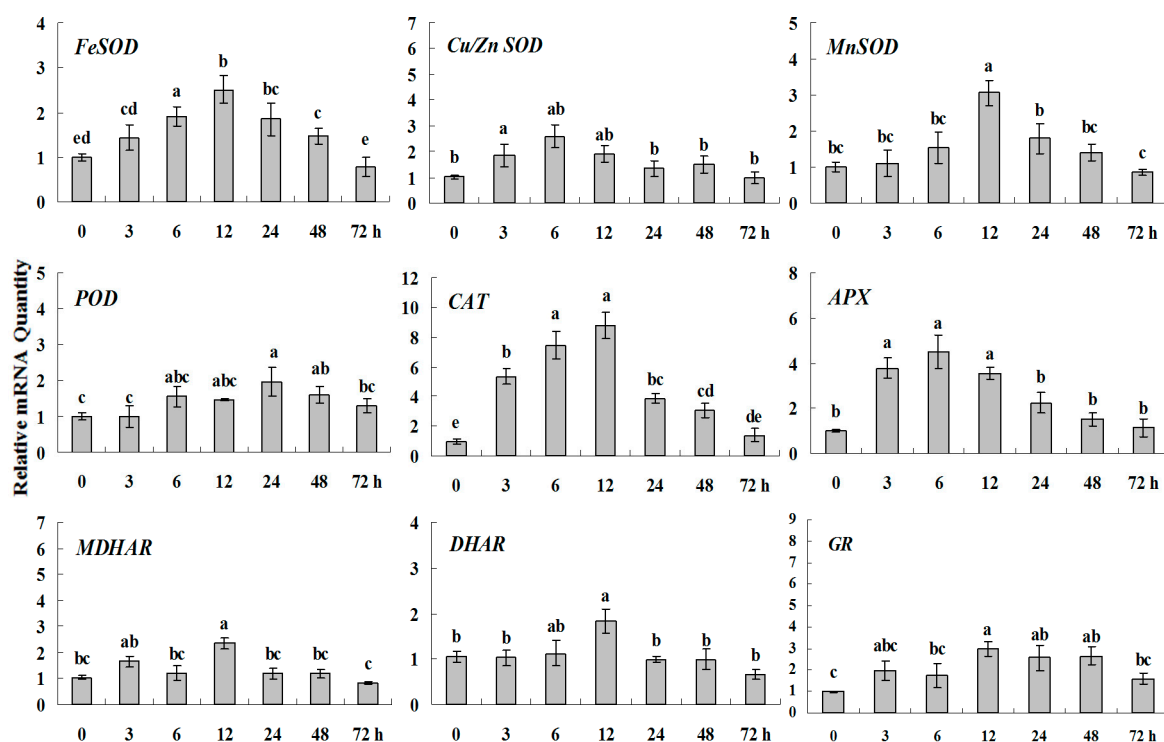 Relative mRNA Quantity
4
3
2
1
0
FeSOD
ed cd a b bc c e
0 3 6 12 24 48 72 h
7
6
5
4
3
2
1
0
Cu/Zn SOD
b a ab ab b b b
0 3 6 12 24 48 72 h
5
4
3
2
1
0
MnSOD
bc bc bc a b bc c
0 3 6 12 24 48 72 h
5
4
3
2
1
0
POD
c c abc abc a ab bc
0 3 6 12 24 48 72 h
12
10
8
6
4
2
0
CAT
e b a a bc cd de
0 3 6 12 24 48 72 h
8
6
4
2
0
APX
b a a a b b b
0 3 6 12 24 48 72 h
7
6
5
4
3
2
1
0
MDHAR
bc ab bc a bc bc c
0 3 6 12 24 48 72 h
4
3
2
1
0
DHAR
b b ab a b b b
0 3 6 12 24 48 72 h
9
8
7
6
5
4
3
2
1
0
GR
c abc bc a ab ab bc
0 3 6 12 24 48 72 h